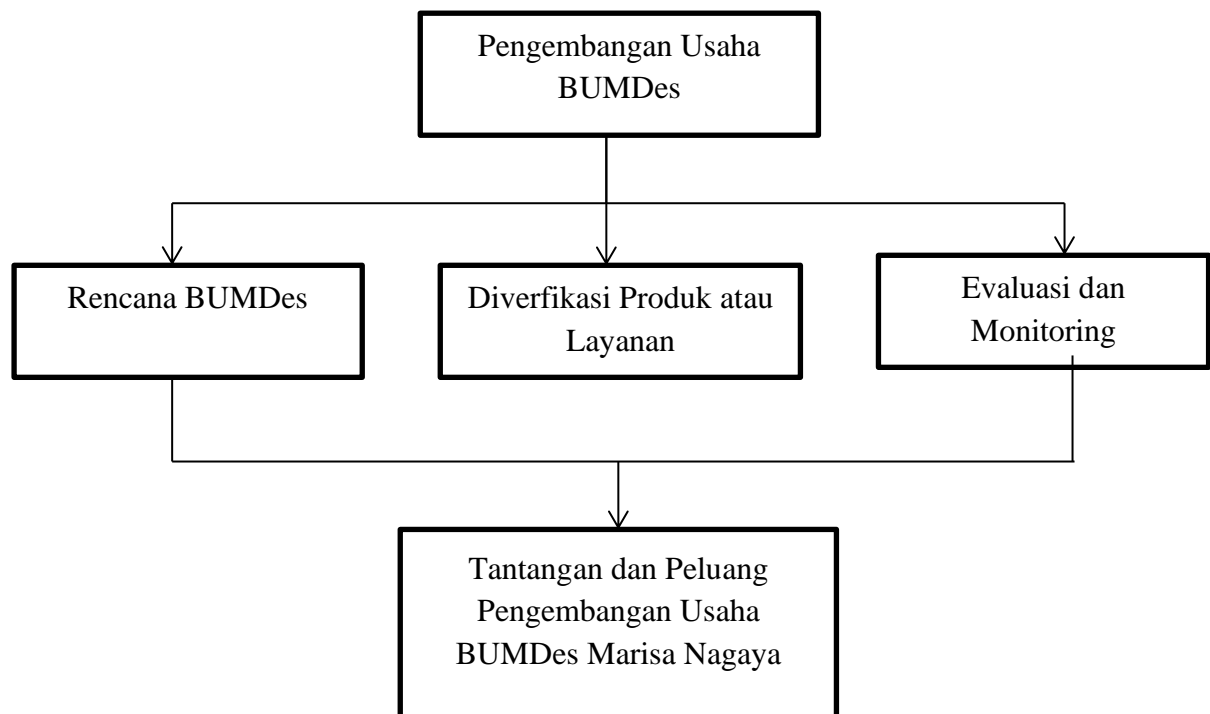 Pengembangan Usaha
BUMDes
Rencana BUMDes
Diverfikasi Produk atau
Layanan
Evaluasi dan
Monitoring
Tantangan dan Peluang
Pengembangan Usaha
BUMDes Marisa Nagaya